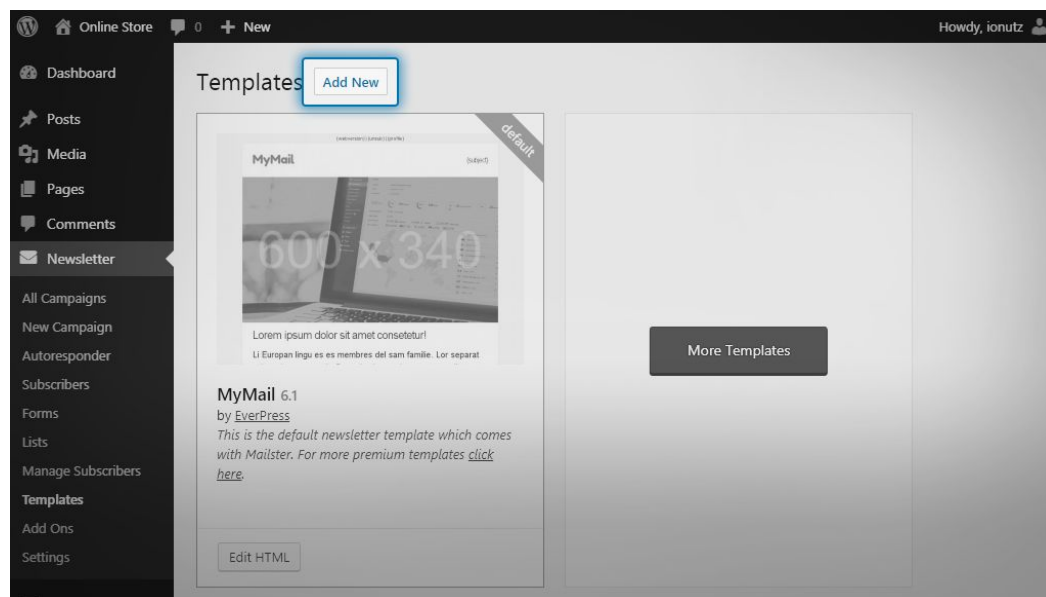 Online Store 0 + New Howdy, ionutz
Dashboard
Posts
Media
Pages
Comments
Newsletter
All Campaigns
New Campaign
Autoresponder
Subscribers
Forms
Lists
Manage Subscribers
Templates
Add Ons
Settings
Templates Add New
default
MyMail {subject}
600 x 340
Lorem ipsum dolor sit amet consetetur!
Li Europan lingu es es membres del sam familie. Lor separat
MyMail 6.1
by EverPress
This is the default newsletter template which comes
with Mailster. For more premium templates click
here.
Edit HTML
More Templates